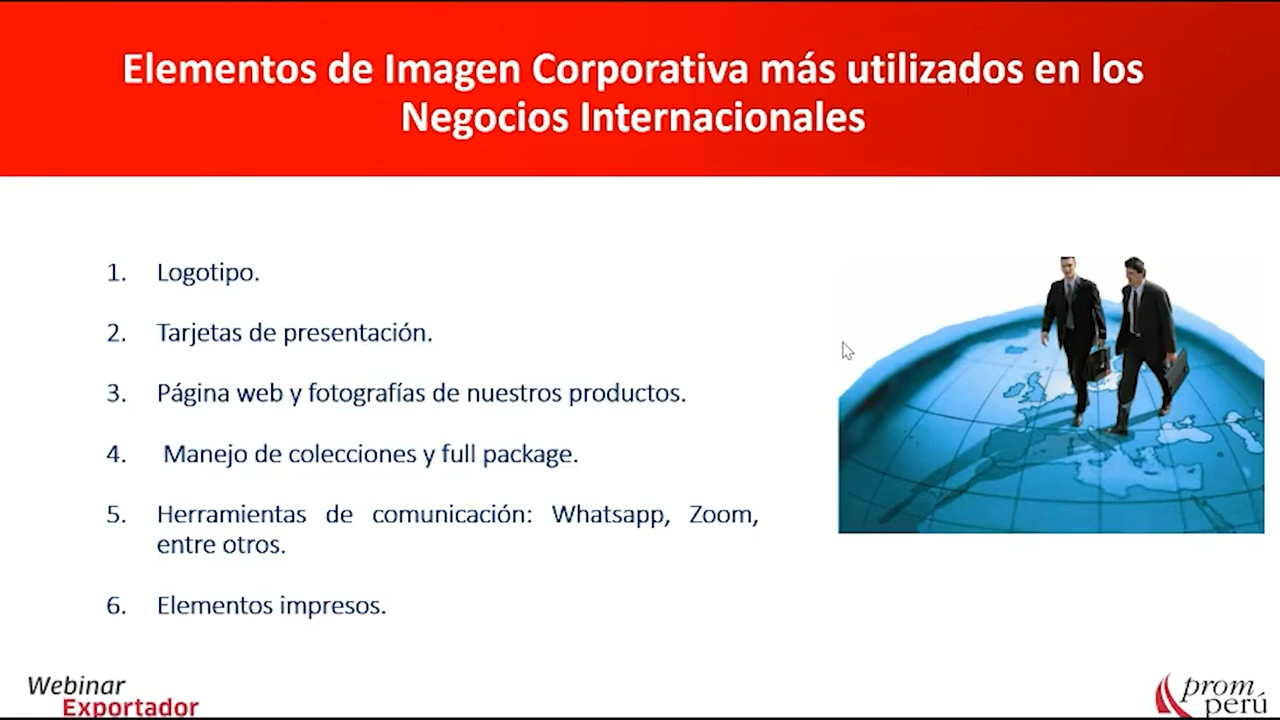 Elementos de Imagen Corporativa más utilizados en los
Negocios Internacionales
1. Logotipo.
2. Tarjetas de presentación.
3. Página web y fotografías de nuestros productos.
4. Manejo de colecciones y full package.
5. Herramientas de comunicación: Whatsapp, Zoom,
entre otros.
6. Elementos impresos.
Webinar
Exportador
prom
perú